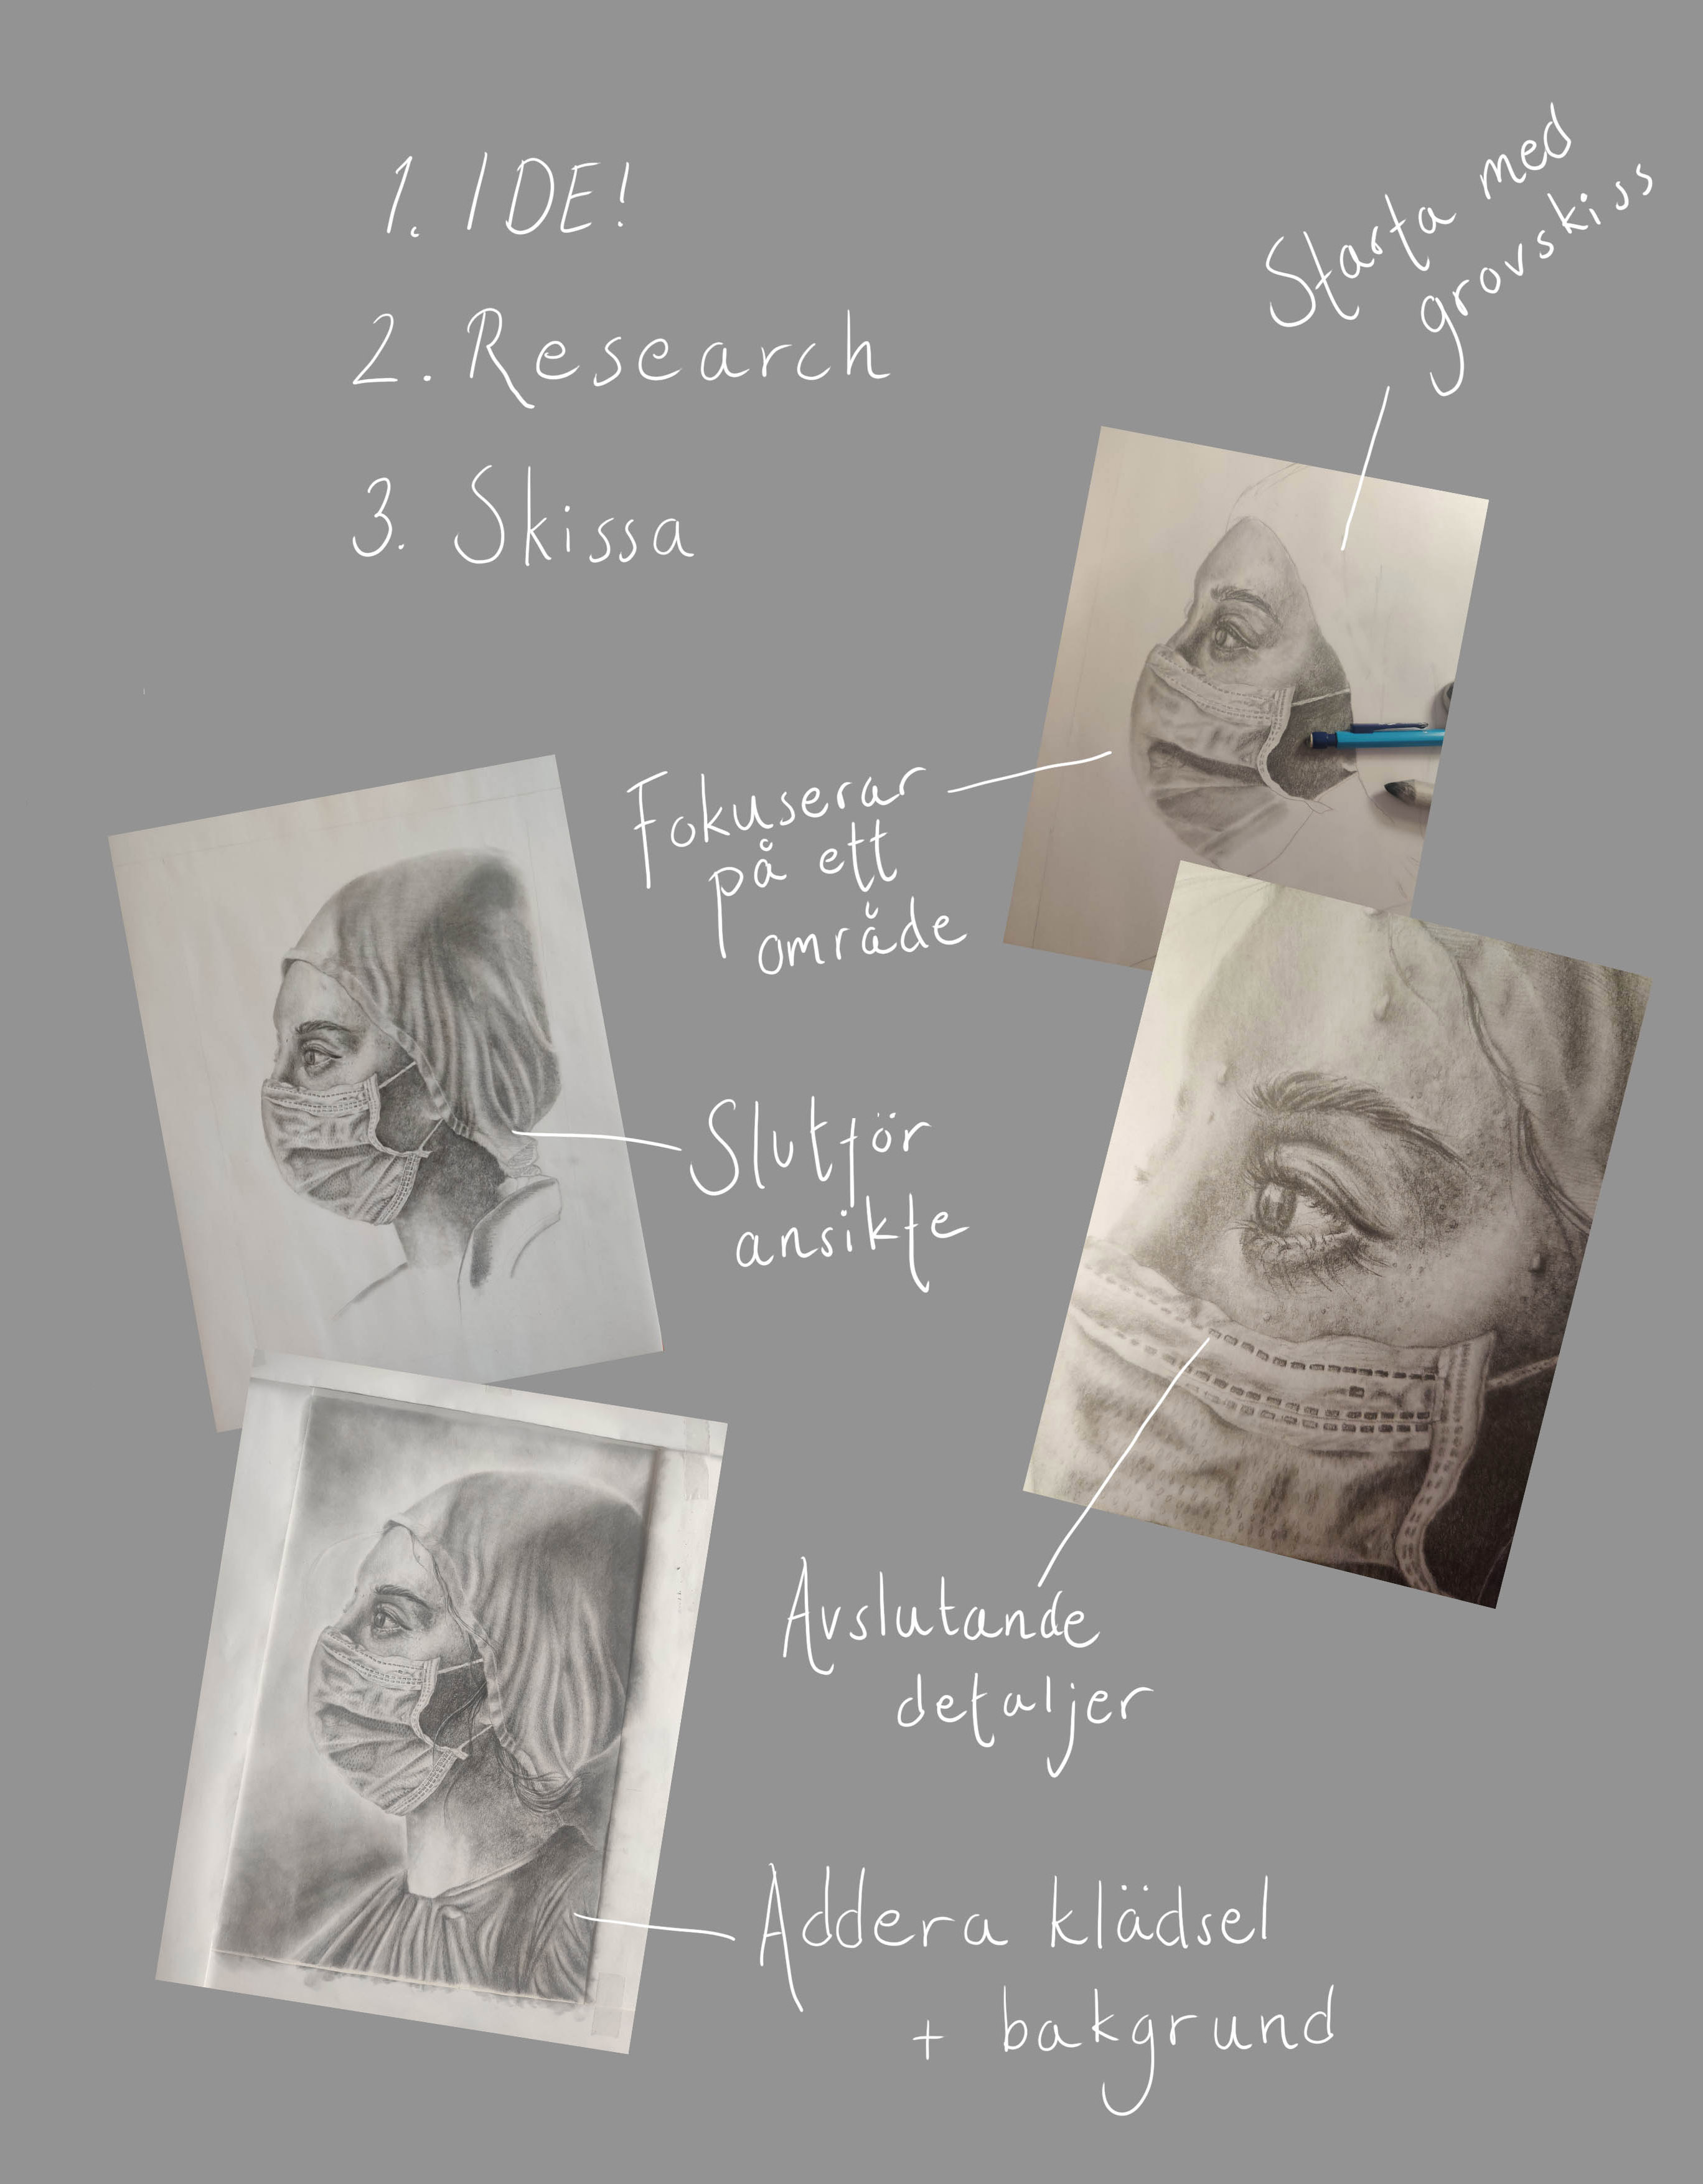 1. IDE!
2. Research
3. Skissa
Starta med
grovskiss
Fokuserar
på ett
område
Slutför
ansikte
Avslutande
detaljer
Addera klädsel
+ bakgrund